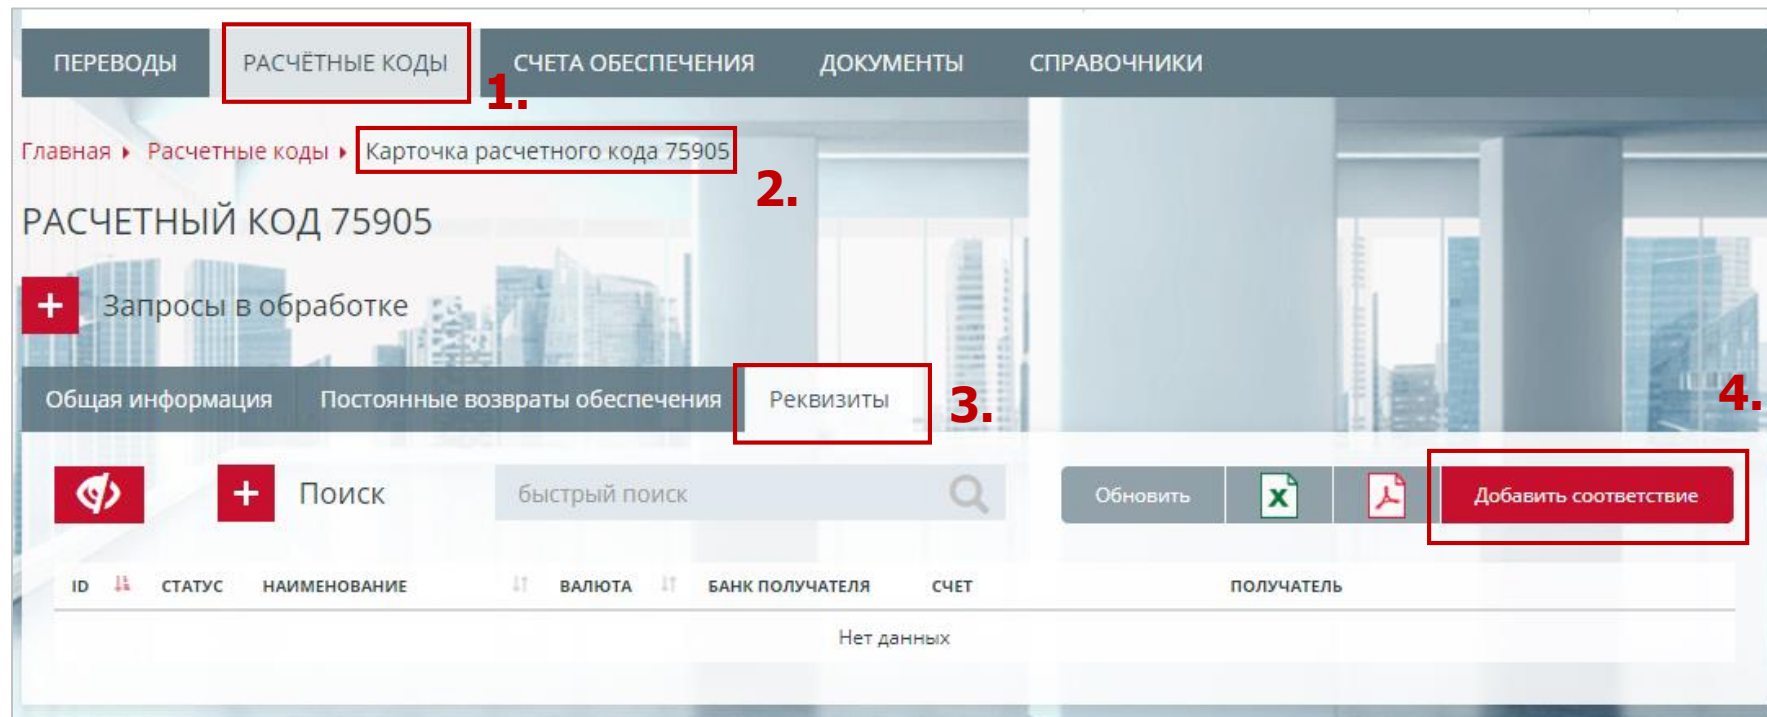 ПЕРЕВОДЫ РАСЧЁТНЫЕ КОДЫ СЧЕТА ОБЕСПЕЧЕНИЯ ДОКУМЕНТЫ СПРАВОЧНИКИ
1.
Главная Расчетные коды Карточка расчетного кода 75905
2.
РАСЧЕТНЫЙ КОД 75905
+ Запросы в обработке
Общая информация Постоянные возвраты обеспечения Реквизиты
3.
4.
+ Поиск быстрый поиск Обновить X Добавить соответствие
ID СТАТУС НАИМЕНОВАНИЕ ВАЛЮТА БАНК ПОЛУЧАТЕЛЯ СЧЕТ ПОЛУЧАТЕЛЬ
Нет данных